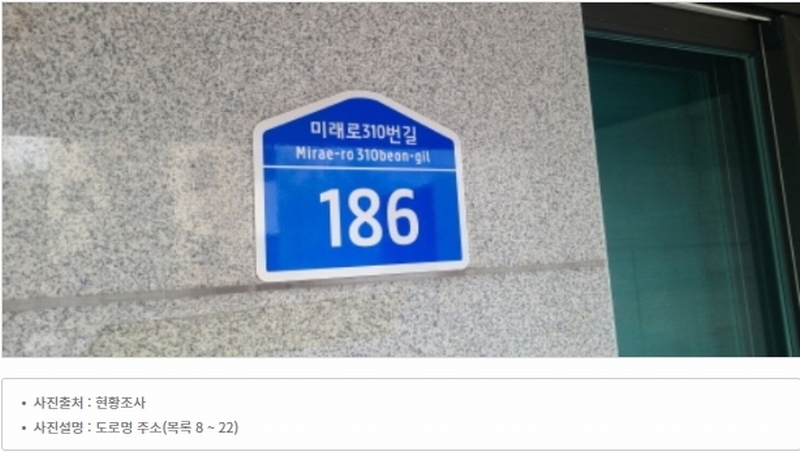 미래로310번길
Mirae-ro 310beon-gil
186
사진출처 : 현황조사
사진설명 : 도로명 주소(목록 8 ~ 22)